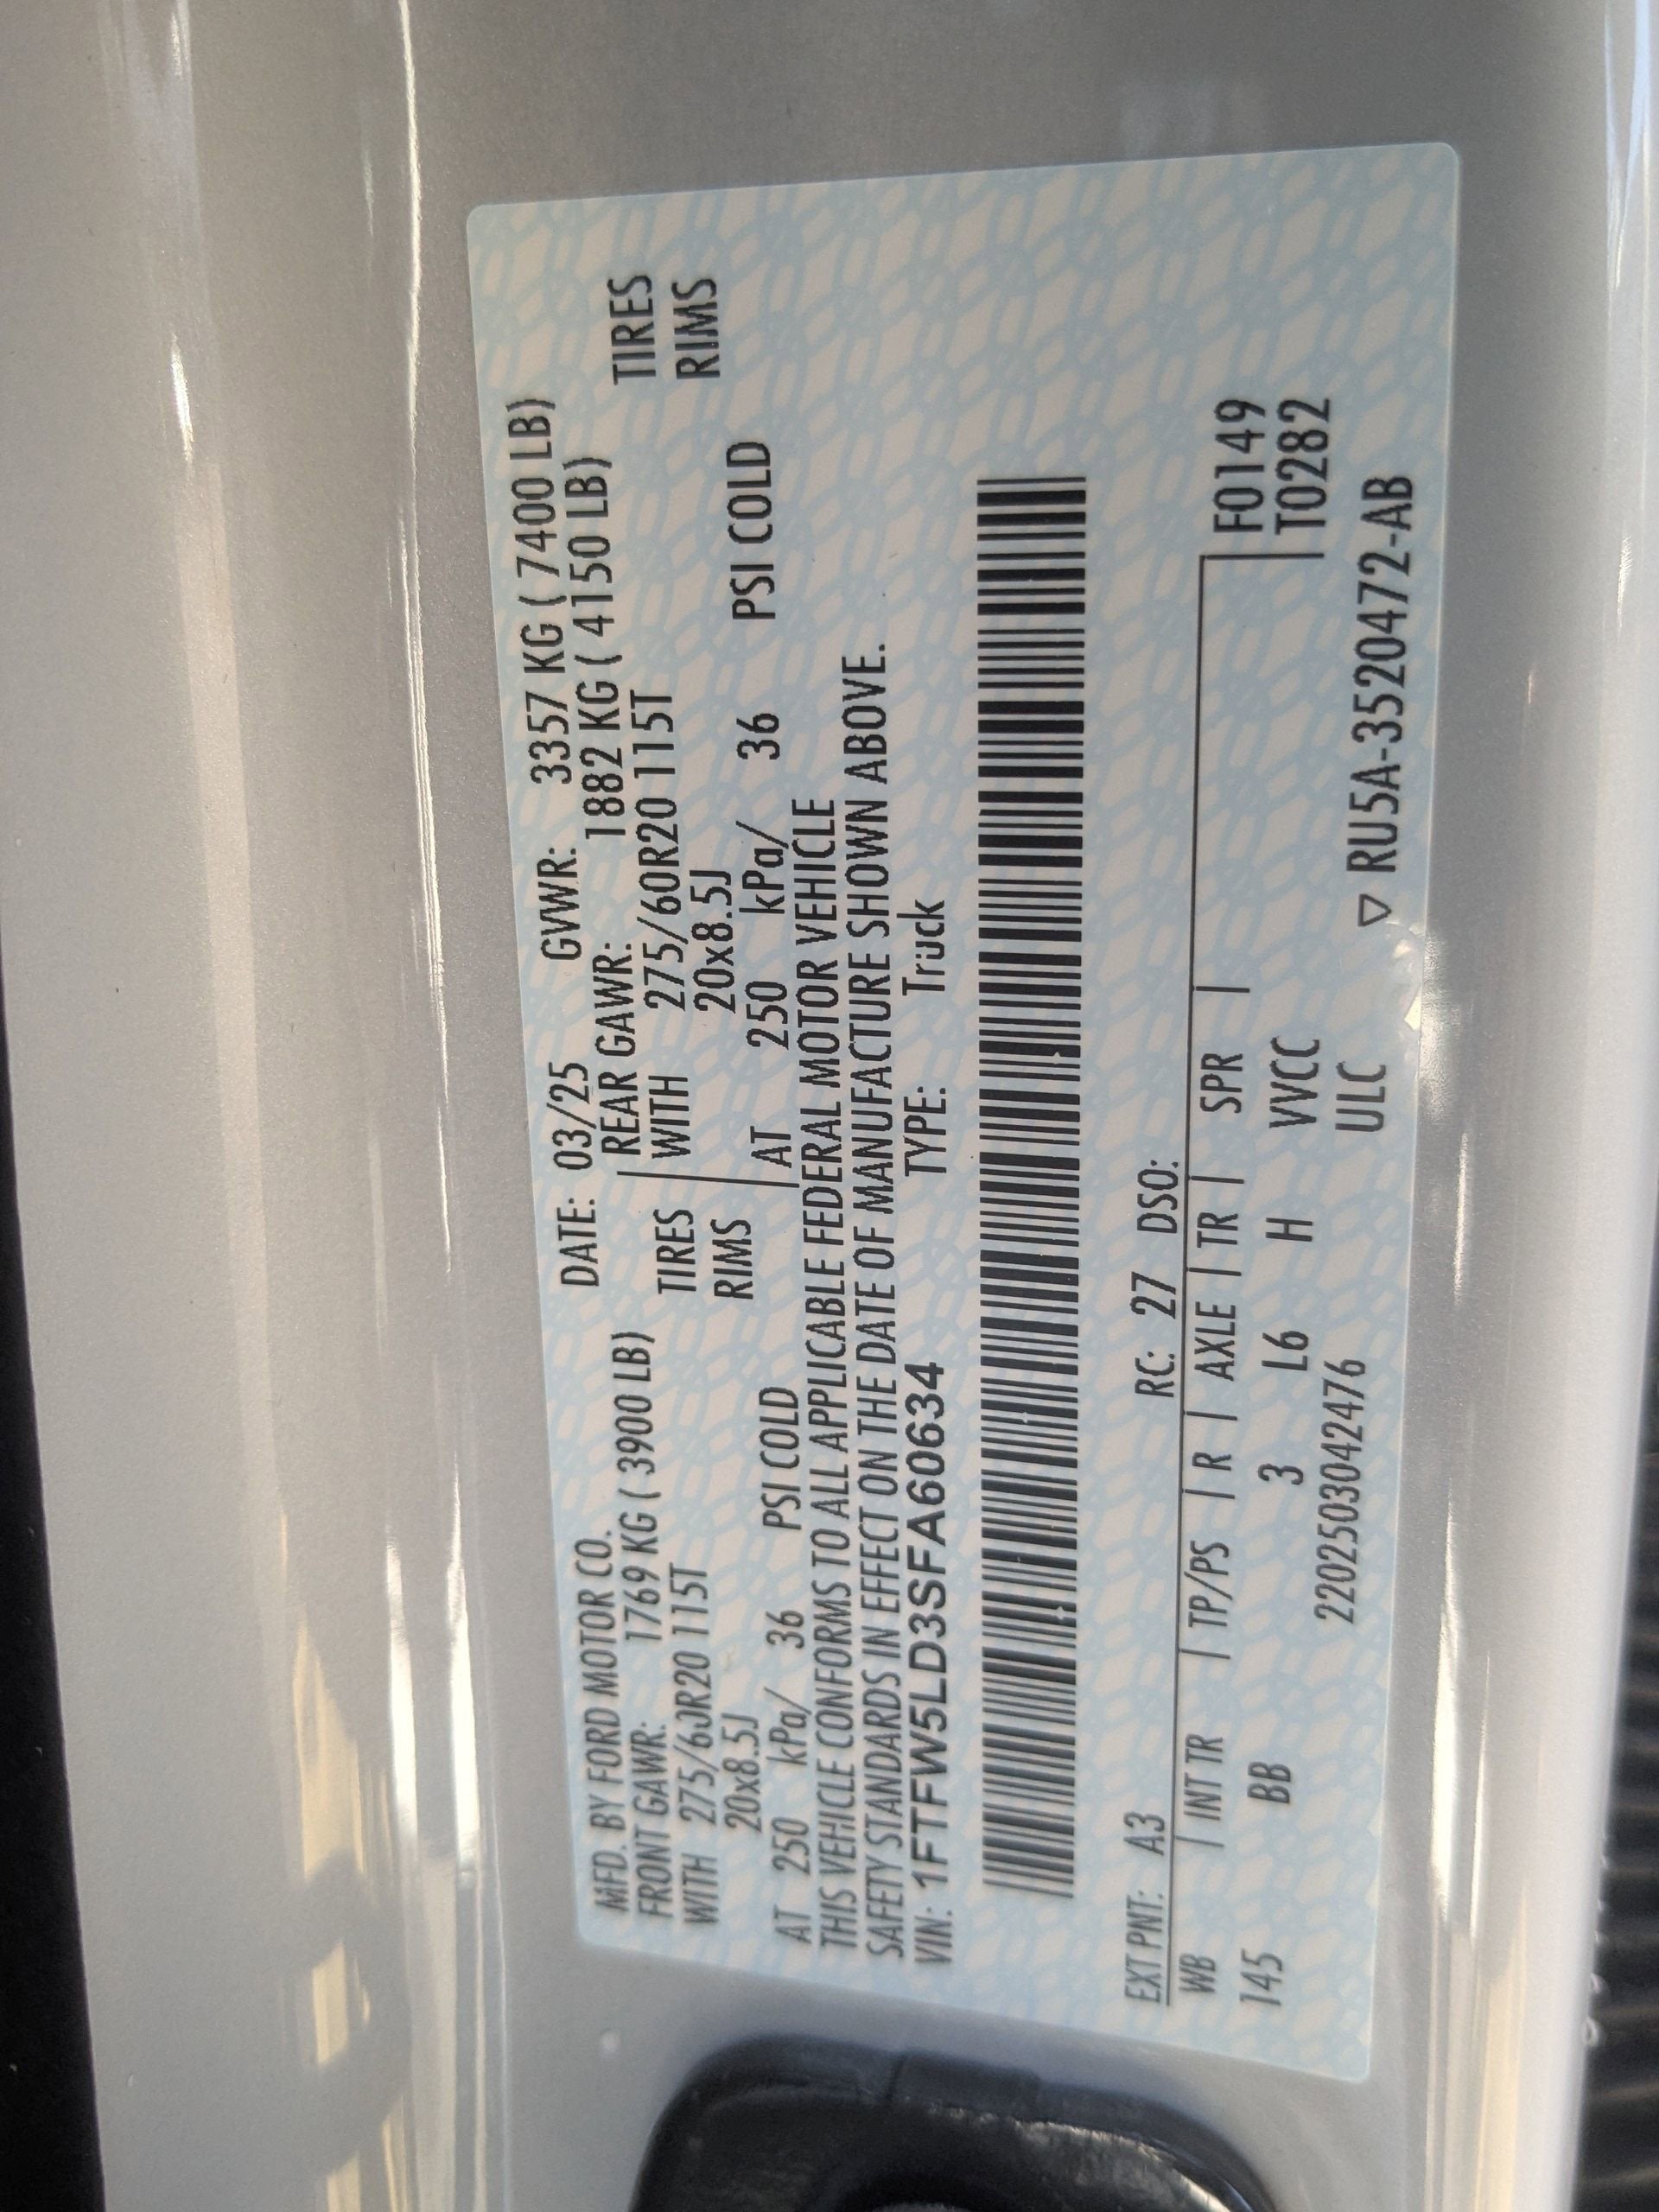 MFD. BY FORD MOTOR CO. DATE: 03/25 GVWR: 3357 KG ( 7400 LB)
FRONT GAWR: 1769 KG ( 3900 LB) REAR GAWR: 1882 KG ( 4150 LB)
WITH 275/60R20 115T TIRES WITH 275/60R20 115T TIRES
20x8.5J RIMS 20x8.5J RIMS
AT 250 kPa/ 36 PSI COLD AT 250 kPa/ 36 PSI COLD
THIS VEHICLE CONFORMS TO ALL APPLICABLE FEDERAL MOTOR VEHICLE
SAFETY STANDARDS IN EFFECT ON THE DATE OF MANUFACTURE SHOWN ABOVE.
VIN: 1FTFW5LD3SFA60634 TYPE: Truck
EXT PNT: A3 RC: 27 DSO:
WB | INT TR | TP/PS | R | AXLE | TR | SPR | F0149
145 BB 3 L6 H VVCC T0282
2202503042476 ULC
▽ RU5A-3520472-AB